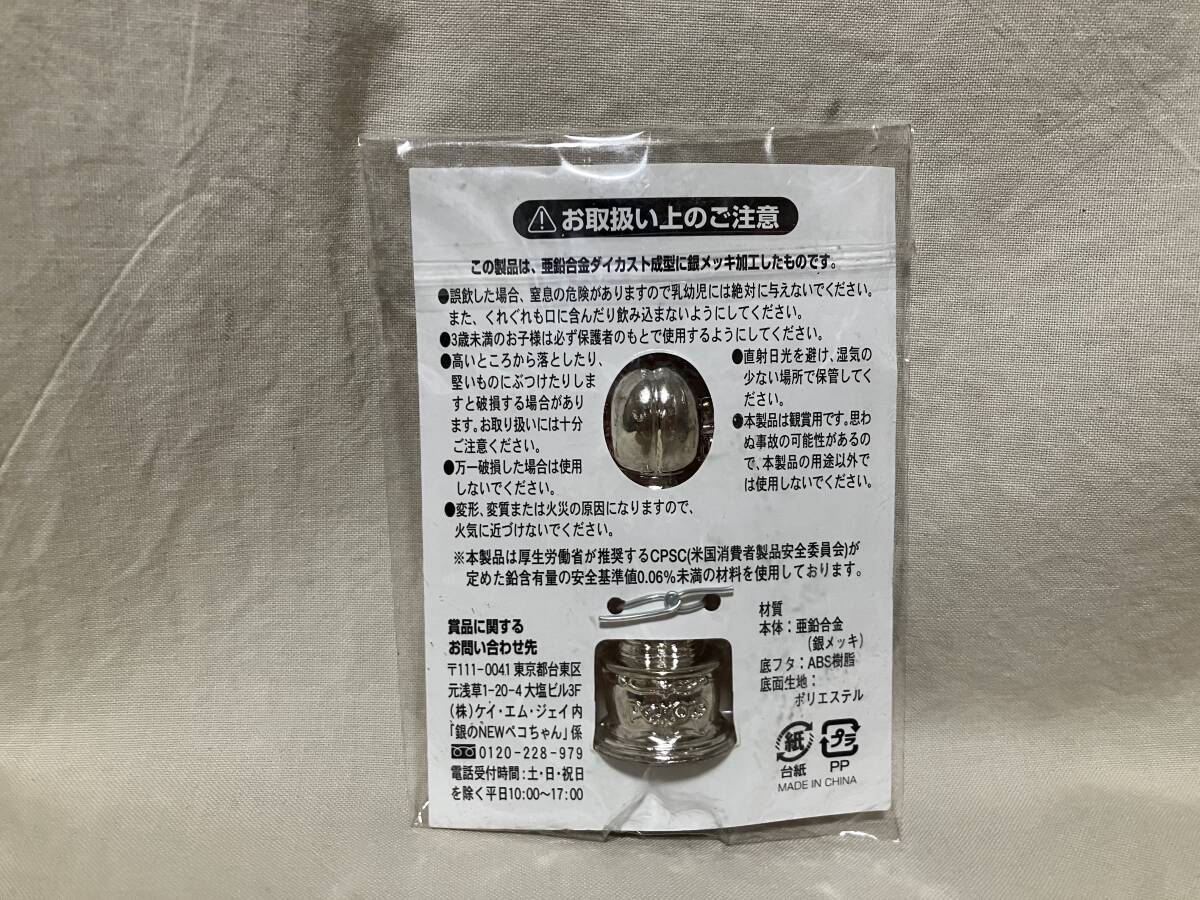 お取扱い上のご注意
この製品は、亜鉛合金ダイカスト成型に銀メッキ加工したものです。
●誤飲した場合、窒息の危険がありますので乳幼児には絶対に与えないでください。
また、くれぐれも口に含んだり飲み込まないようにしてください。
●3歳未満のお子様は必ず保護者のもとで使用するようにしてください。
●高いところから落としたり、
堅いものにぶつけたりしま
すと破損する場合があり
ます。お取り扱いには十分
ご注意ください。
●万一破損した場合は使用
しないでください。
●直射日光を避け、湿気の
少ない場所で保管してく
ださい。
●本製品は観賞用です。思わ
ぬ事故の可能性があるの
で、本製品の用途以外で
は使用しないでください。
●変形、変質または火災の原因になりますので、
火気に近づけないでください。
※本製品は厚生労働省が推奨するCPSC(米国消費者製品安全委員会)が
定めた鉛含有量の安全基準値0.06%未満の材料を使用しております。
賞品に関する
お問い合わせ先
〒111-0041 東京都台東区
元浅草1-20-4 大塩ビル3F
(株)ケイ・エム・ジェイ内
「銀のNEWペコちゃん」係
0120-228-979
電話受付時間：土・日・祝日
を除く平日10:00〜17:00
材質
本体：亜鉛合金
(銀メッキ)
底フタ：ABS樹脂
底面生地：
ポリエステル
紙
台紙
プラ
PP
MADE IN CHINA